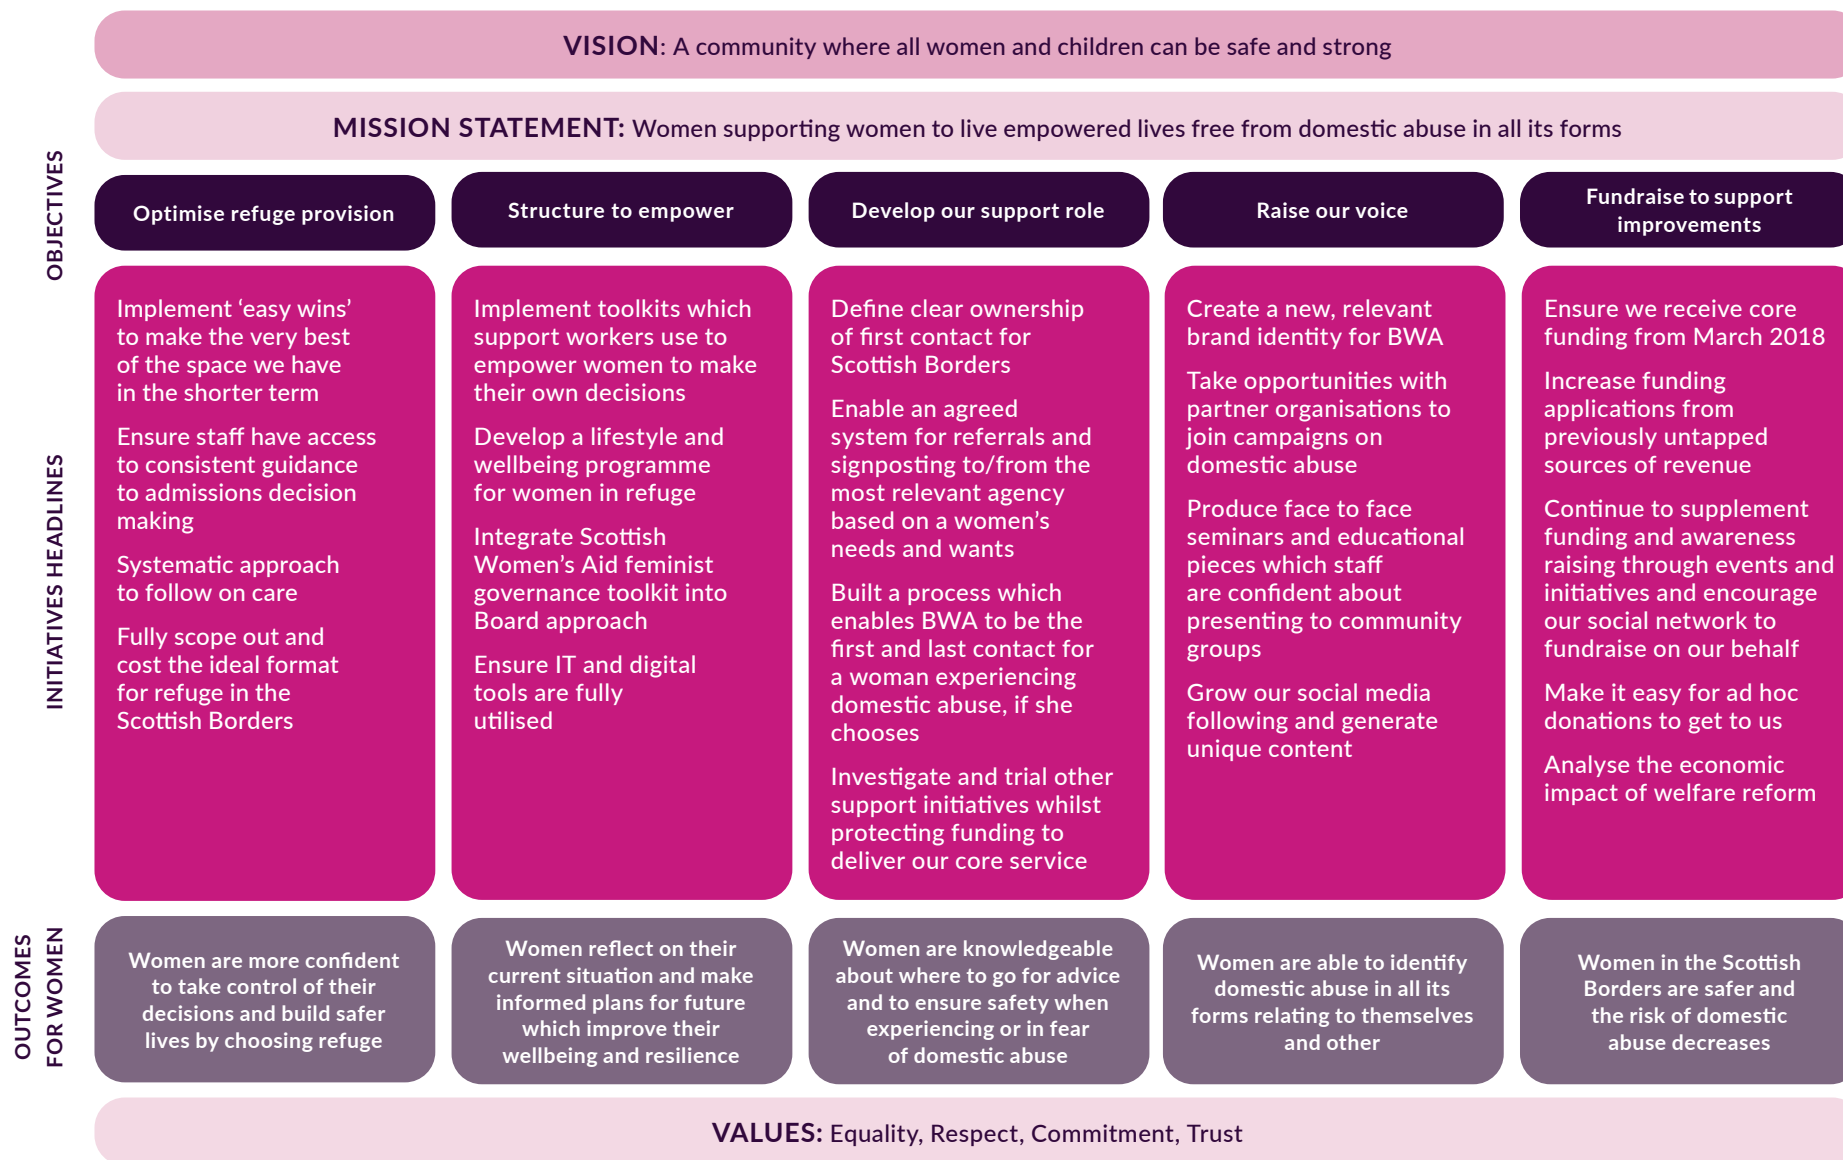 VISION: A community where all women and children can be safe and strong
MISSION STATEMENT: Women supporting women to live empowered lives free from domestic abuse in all its forms
OBJECTIVES
Optimise refuge provision
Structure to empower
Develop our support role
Raise our voice
Fundraise to support
improvements
INITIATIVES HEADLINES
Implement ‘easy wins’
to make the very best
of the space we have
in the shorter term
Ensure staff have access
to consistent guidance
to admissions decision
making
Systematic approach
to follow on care
Fully scope out and
cost the ideal format
for refuge in the
Scottish Borders
Implement toolkits which
support workers use to
empower women to make
their own decisions
Develop a lifestyle and
wellbeing programme
for women in refuge
Integrate Scottish
Women’s Aid feminist
governance toolkit into
Board approach
Ensure IT and digital
tools are fully
utilised
Define clear ownership
of first contact for
Scottish Borders
Enable an agreed
system for referrals and
signposting to/from the
most relevant agency
based on a women’s
needs and wants
Built a process which
enables BWA to be the
first and last contact for
a woman experiencing
domestic abuse, if she
chooses
Investigate and trial other
support initiatives whilst
protecting funding to
deliver our core service
Create a new, relevant
brand identity for BWA
Take opportunities with
partner organisations to
join campaigns on
domestic abuse
Produce face to face
seminars and educational
pieces which staff
are confident about
presenting to community
groups
Grow our social media
following and generate
unique content
Ensure we receive core
funding from March 2018
Increase funding
applications from
previously untapped
sources of revenue
Continue to supplement
funding and awareness
raising through events and
initiatives and encourage
our social network to
fundraise on our behalf
Make it easy for ad hoc
donations to get to us
Analyse the economic
impact of welfare reform
OUTCOMES
FOR WOMEN
Women are more confident
to take control of their
decisions and build safer
lives by choosing refuge
Women reflect on their
current situation and make
informed plans for future
which improve their
wellbeing and resilience
Women are knowledgeable
about where to go for advice
and to ensure safety when
experiencing or in fear
of domestic abuse
Women are able to identify
domestic abuse in all its
forms relating to themselves
and other
Women in the Scottish
Borders are safer and
the risk of domestic
abuse decreases
VALUES: Equality, Respect, Commitment, Trust